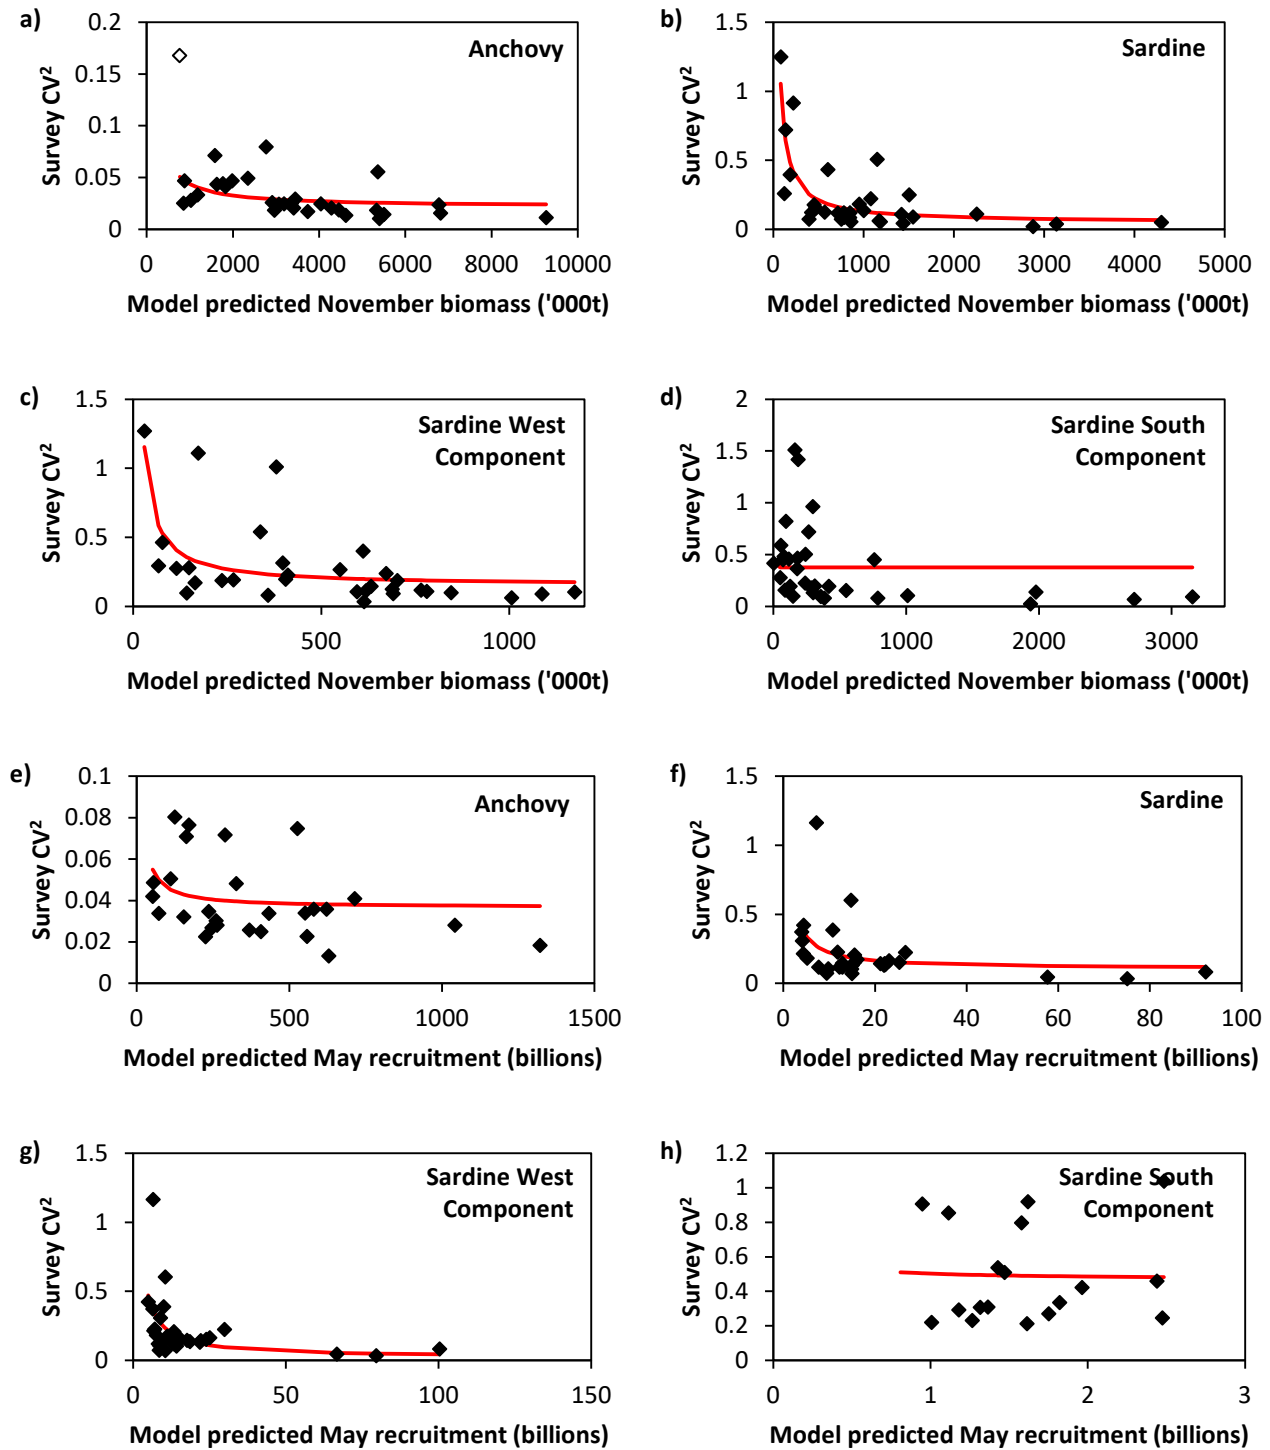 a)
Anchovy
Survey CV²
0.2
0.15
0.1
0.05
0
0 2000 4000 6000 8000 10000
Model predicted November biomass ('000t)
b)
Sardine
Survey CV²
1.5
1
0.5
0
0 1000 2000 3000 4000 5000
Model predicted November biomass ('000t)
c)
Sardine West
Component
Survey CV²
1.5
1
0.5
0
0 500 1000
Model predicted November biomass ('000t)
d)
Sardine South
Component
Survey CV²
2
1.5
1
0.5
0
0 1000 2000 3000
Model predicted November biomass ('000t)
e)
Anchovy
Survey CV²
0.1
0.08
0.06
0.04
0.02
0
0 500 1000 1500
Model predicted May recruitment (billions)
f)
Sardine
Survey CV²
1.5
1
0.5
0
0 20 40 60 80 100
Model predicted May recruitment (billions)
g)
Sardine West
Component
Survey CV²
1.5
1
0.5
0
0 50 100 150
Model predicted May recruitment (billions)
h)
Sardine South
Component
Survey CV²
1.2
1
0.8
0.6
0.4
0.2
0
0 1 2 3
Model predicted May recruitment (billions)